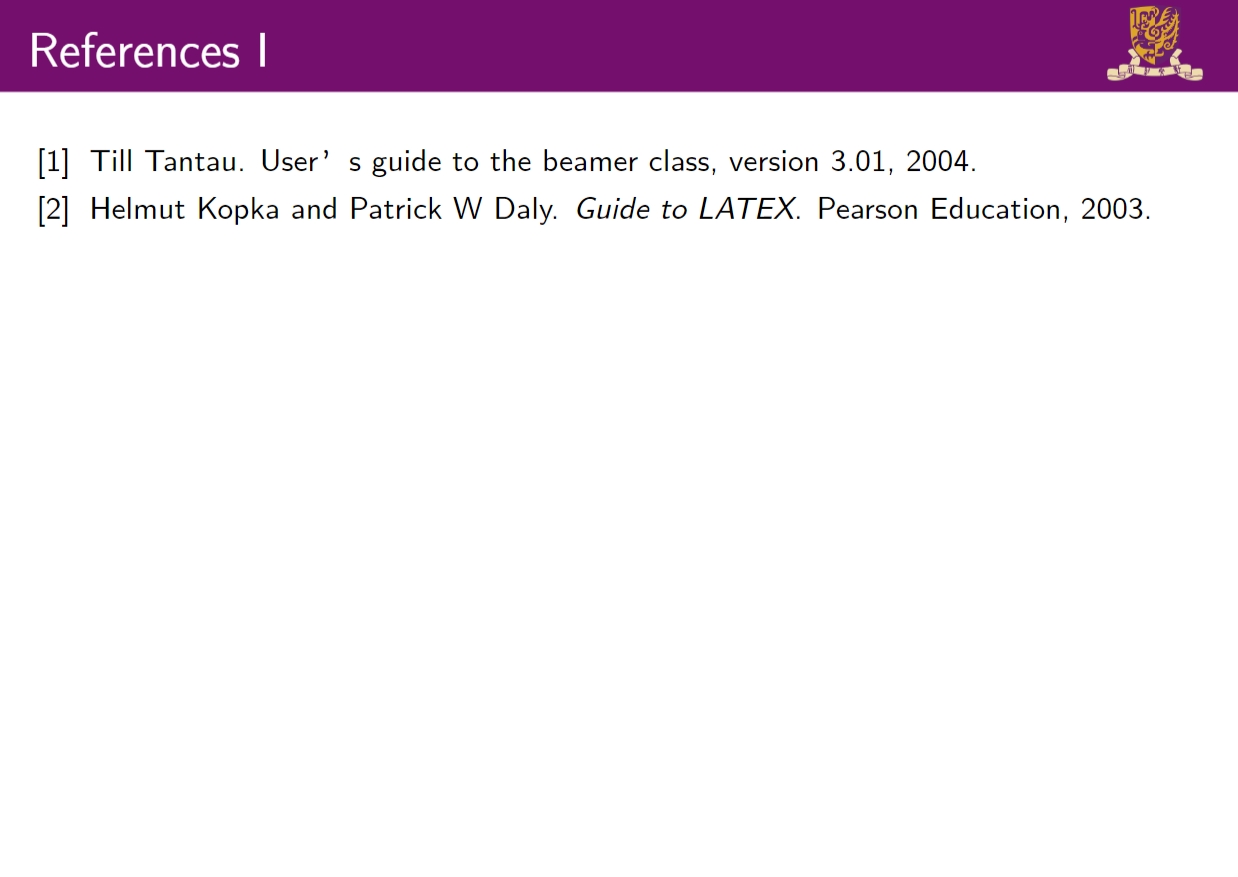 References I
[1] Till Tantau. User’ s guide to the beamer class, version 3.01, 2004.
[2] Helmut Kopka and Patrick W Daly. Guide to LATEX. Pearson Education, 2003.